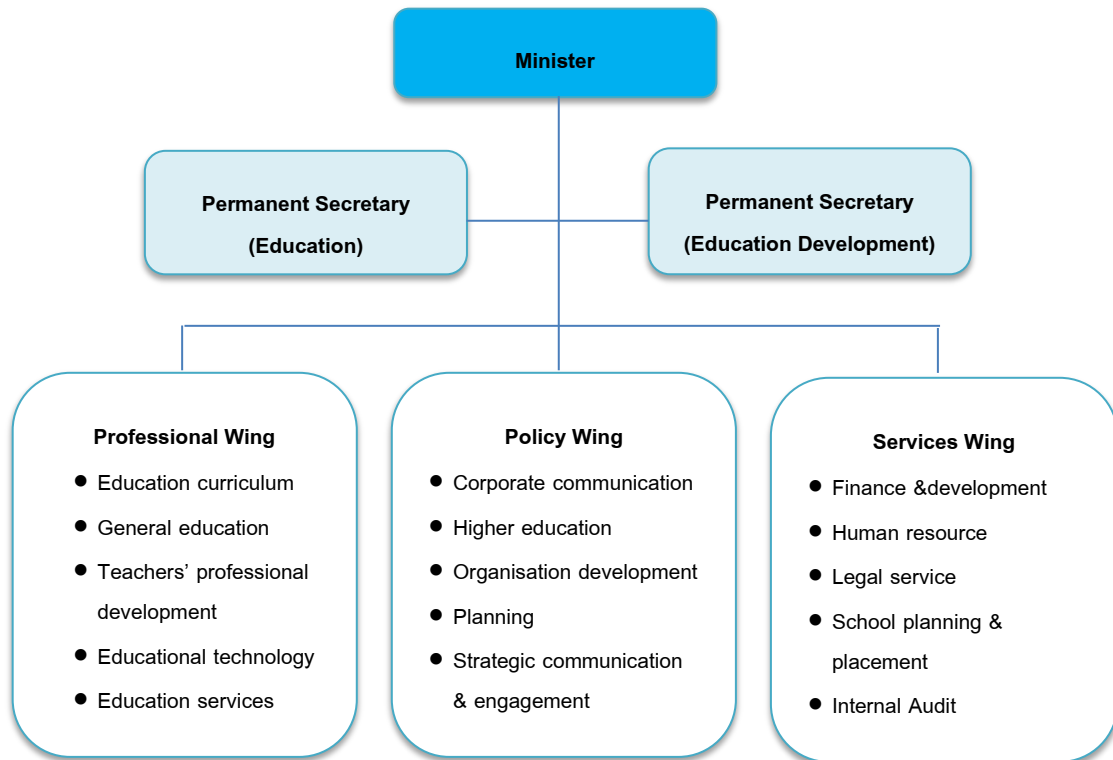 Minister
Permanent Secretary
(Education)
Permanent Secretary
(Education Development)
Professional Wing
● Education curriculum
● General education
● Teachers’ professional
development
● Educational technology
● Education services
Policy Wing
● Corporate communication
● Higher education
● Organisation development
● Planning
● Strategic communication
& engagement
Services Wing
● Finance &development
● Human resource
● Legal service
● School planning &
placement
● Internal Audit